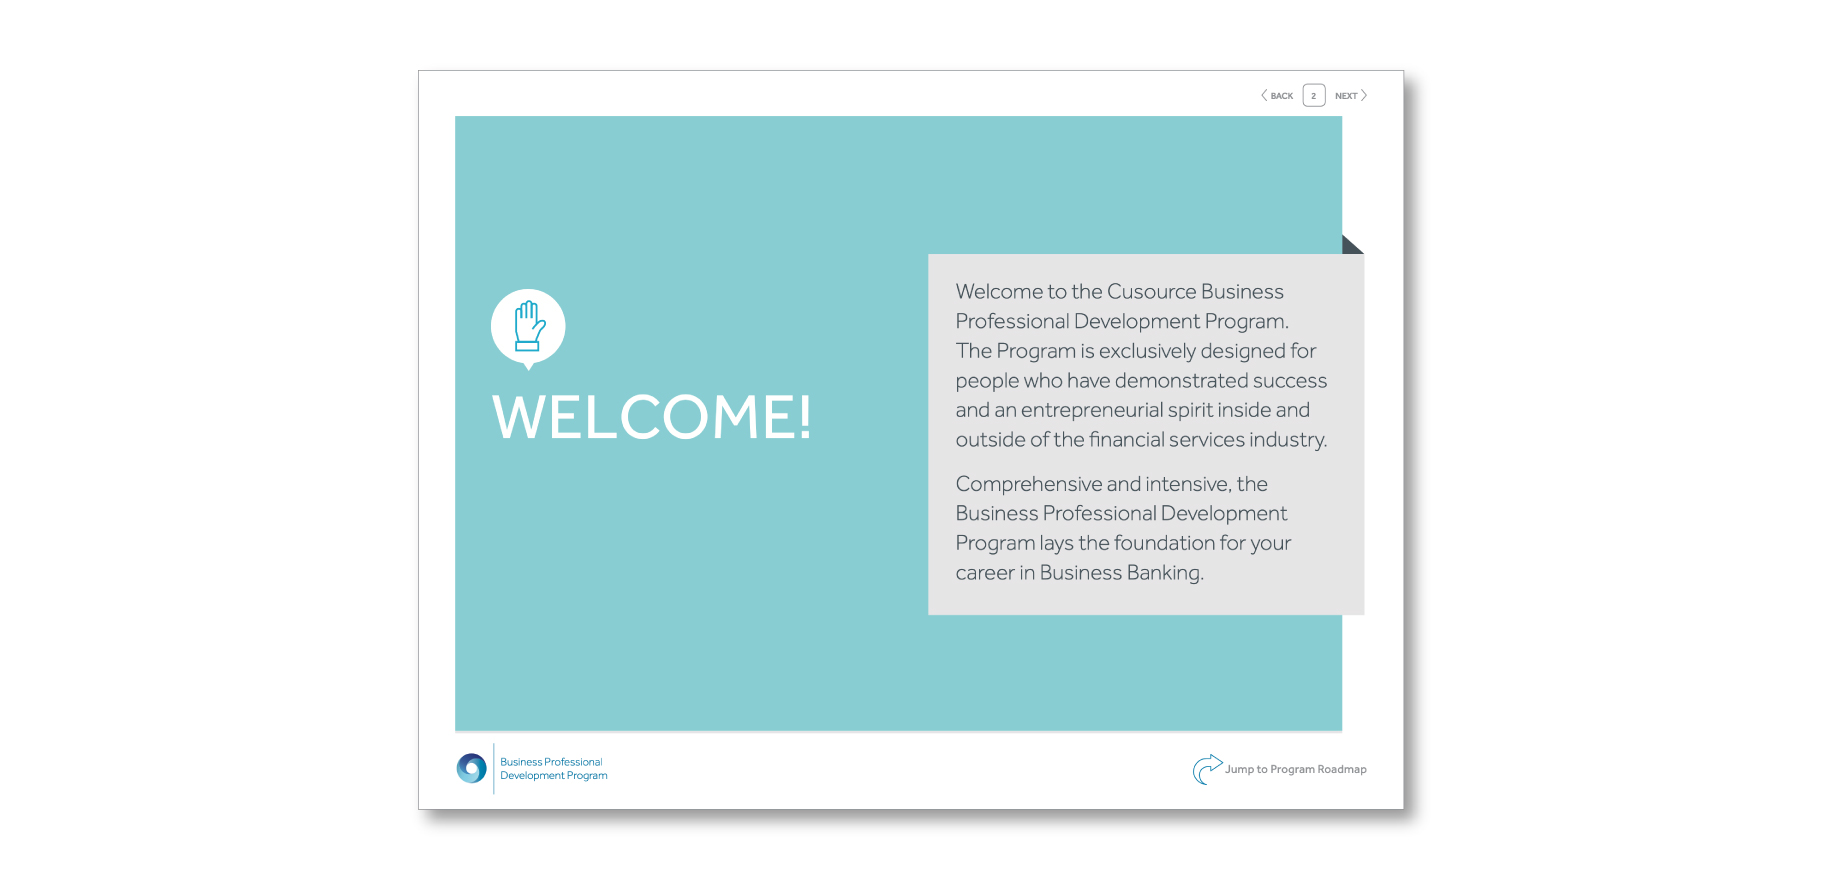 BACK 2 NEXT
WELCOME!
Welcome to the Cusource Business
Professional Development Program.
The Program is exclusively designed for
people who have demonstrated success
and an entrepreneurial spirit inside and
outside of the financial services industry.
Comprehensive and intensive, the
Business Professional Development
Program lays the foundation for your
career in Business Banking.
Business Professional
Development Program
Jump to Program Roadmap